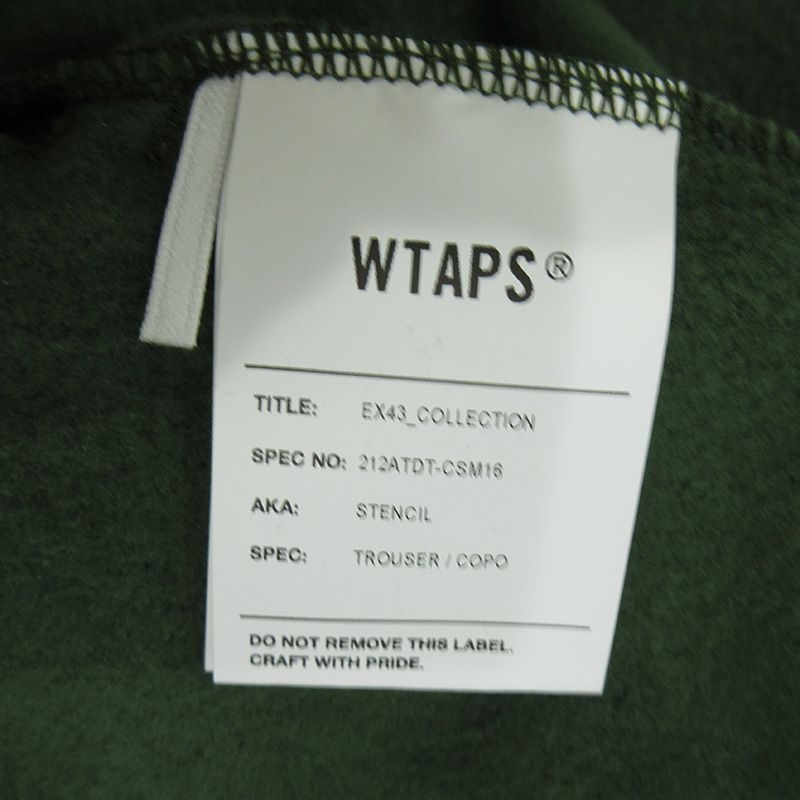 WTAPS®
TITLE: EX43_COLLECTION
SPEC NO: 212ATDT-CSM16
AKA: STENCIL
SPEC: TROUSER / COPO
DO NOT REMOVE THIS LABEL.
CRAFT WITH PRIDE.